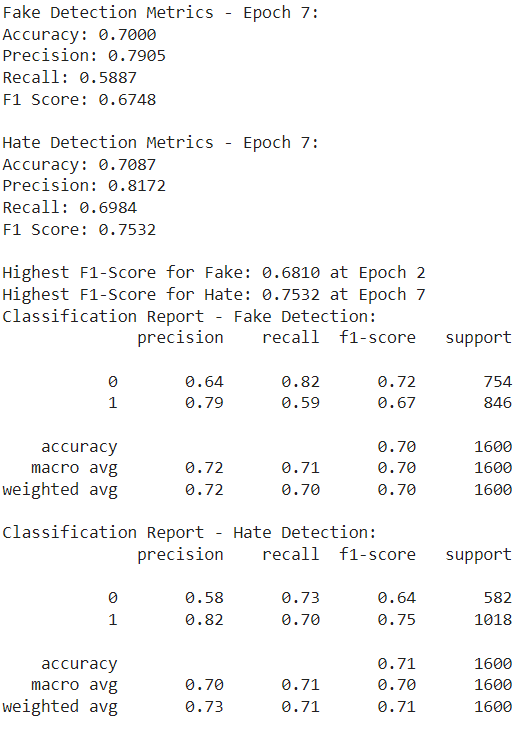 Fake Detection Metrics - Epoch 7:
Accuracy: 0.7000
Precision: 0.7905
Recall: 0.5887
F1 Score: 0.6748

Hate Detection Metrics - Epoch 7:
Accuracy: 0.7087
Precision: 0.8172
Recall: 0.6984
F1 Score: 0.7532

Highest F1-Score for Fake: 0.6810 at Epoch 2
Highest F1-Score for Hate: 0.7532 at Epoch 7
Classification Report - Fake Detection:
              precision    recall  f1-score   support

           0       0.64      0.82      0.72       754
           1       0.79      0.59      0.67       846

    accuracy                           0.70      1600
   macro avg       0.72      0.71      0.70      1600
weighted avg       0.72      0.70      0.70      1600

Classification Report - Hate Detection:
              precision    recall  f1-score   support

           0       0.58      0.73      0.64       582
           1       0.82      0.70      0.75      1018

    accuracy                           0.71      1600
   macro avg       0.70      0.71      0.70      1600
weighted avg       0.73      0.71      0.71      1600